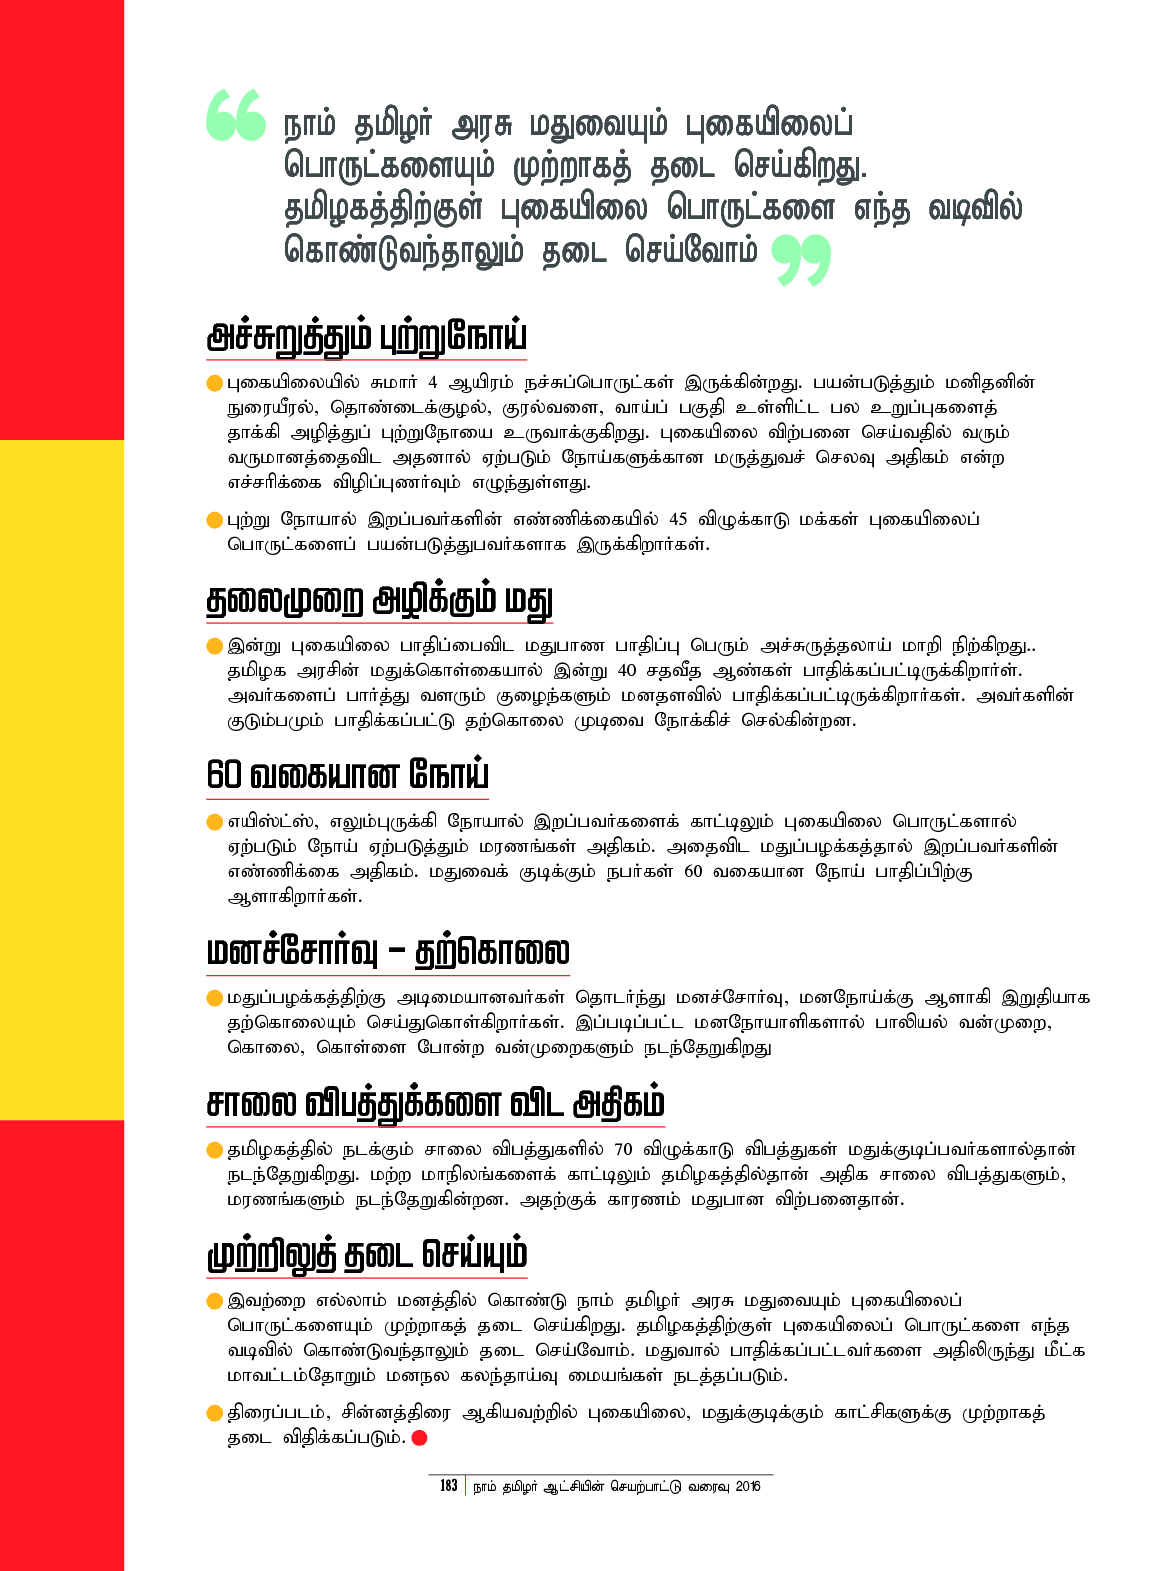 நாம் தமிழர் அரசு மதுவையும் புகையிலைப்
பொருட்களையும் முற்றாகத் தடை செய்கிறது.
தமிழகத்திற்குள் புகையிலை பொருட்களை எந்த வடிவில்
கொண்டுவந்தாலும் தடை செய்வோம்
அச்சுறுத்தும் புற்றுநோய்
புகையிலையில் சுமார் 4 ஆயிரம் நச்சுப்பொருட்கள் இருக்கின்றது. பயன்படுத்தும் மனிதனின்
நுரையீரல், தொண்டைக்குழல், குரல்வளை, வாய்ப் பகுதி உள்ளிட்ட பல உறுப்புகளைத்
தாக்கி அழித்துப் புற்றுநோயை உருவாக்குகிறது. புகையிலை விற்பனை செய்வதில் வரும்
வருமானத்தைவிட அதனால் ஏற்படும் நோய்களுக்கான மருத்துவச் செலவு அதிகம் என்ற
எச்சரிக்கை விழிப்புணர்வும் எழுந்துள்ளது.
புற்று நோயால் இறப்பவர்களின் எண்ணிக்கையில் 45 விழுக்காடு மக்கள் புகையிலைப்
பொருட்களைப் பயன்படுத்துபவர்களாக இருக்கிறார்கள்.
தலைமுறை அழிக்கும் மது
இன்று புகையிலை பாதிப்பைவிட மதுபாண பாதிப்பு பெரும் அச்சுருத்தலாய் மாறி நிற்கிறது..
தமிழக அரசின் மதுக்கொள்கையால் இன்று 40 சதவீத ஆண்கள் பாதிக்கப்பட்டிருக்கிறார்ள்.
அவர்களைப் பார்த்து வளரும் குழைந்களும் மனதளவில் பாதிக்கப்பட்டிருக்கிறார்கள். அவர்களின்
குடும்பமும் பாதிக்கப்பட்டு தற்கொலை முடிவை நோக்கிச் செல்கின்றன.
60 வகையான நோய்
எயிஸ்ட்ஸ், எலும்புருக்கி நோயால் இறப்பவர்களைக் காட்டிலும் புகையிலை பொருட்களால்
ஏற்படும் நோய் ஏற்படுத்தும் மரணங்கள் அதிகம். அதைவிட மதுப்பழக்கத்தால் இறப்பவர்களின்
எண்ணிக்கை அதிகம். மதுவைக் குடிக்கும் நபர்கள் 60 வகையான நோய் பாதிப்பிற்கு
ஆளாகிறார்கள்.
மனச்சோர்வு – தற்கொலை
மதுப்பழக்கத்திற்கு அடிமையானவர்கள் தொடர்ந்து மனச்சோர்வு, மனநோய்க்கு ஆளாகி இறுதியாக
தற்கொலையும் செய்துகொள்கிறார்கள். இப்படிப்பட்ட மனநோயாளிகளால் பாலியல் வன்முறை,
கொலை, கொள்ளை போன்ற வன்முறைகளும் நடந்தேறுகிறது
சாலை விபத்துக்களை விட அதிகம்
தமிழகத்தில் நடக்கும் சாலை விபத்துகளில் 70 விழுக்காடு விபத்துகள் மதுக்குடிப்பவர்களால்தான்
நடந்தேறுகிறது. மற்ற மாநிலங்களைக் காட்டிலும் தமிழகத்தில்தான் அதிக சாலை விபத்துகளும்,
மரணங்களும் நடந்தேறுகின்றன. அதற்குக் காரணம் மதுபான விற்பனைதான்.
முற்றிலுத் தடை செய்யும்
இவற்றை எல்லாம் மனத்தில் கொண்டு நாம் தமிழர் அரசு மதுவையும் புகையிலைப்
பொருட்களையும் முற்றாகத் தடை செய்கிறது. தமிழகத்திற்குள் புகையிலைப் பொருட்களை எந்த
வடிவில் கொண்டுவந்தாலும் தடை செய்வோம். மதுவால் பாதிக்கப்பட்டவர்களை அதிலிருந்து மீட்க
மாவட்டம்தோறும் மனநல கலந்தாய்வு மையங்கள் நடத்தப்படும்.
திரைப்படம், சின்னத்திரை ஆகியவற்றில் புகையிலை, மதுக்குடிக்கும் காட்சிகளுக்கு முற்றாகத்
தடை விதிக்கப்படும்.
183 நாம் தமிழர் ஆட்சியின் செயற்பாட்டு வரைவு 2016